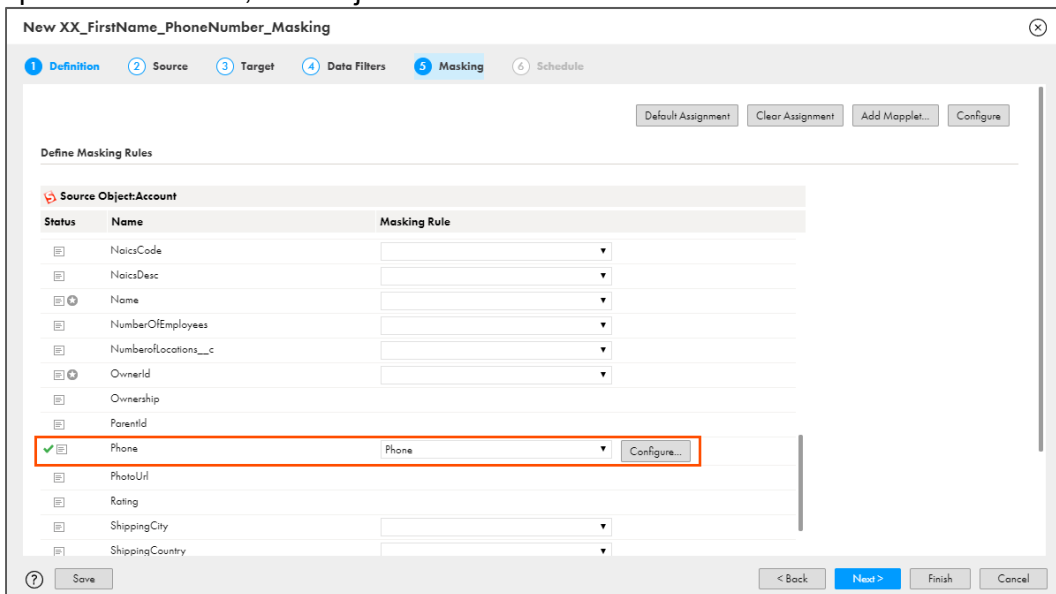 New XX_FirstName_PhoneNumber_Masking
1 Definition 2 Source 3 Target 4 Data Filters 5 Masking 6 Schedule
Default Assignment Clear Assignment Add Mapplet... Configure
Define Masking Rules
Source Object:Account
Status Name Masking Rule
NaicsCode
NaicsDesc
Name
NumberOfEmployees
NumberofLocations__c
OwnerId
Ownership
ParentId
Phone Phone Configure...
PhotoUrl
Rating
ShippingCity
ShippingCountry
? Save < Back Next > Finish Cancel